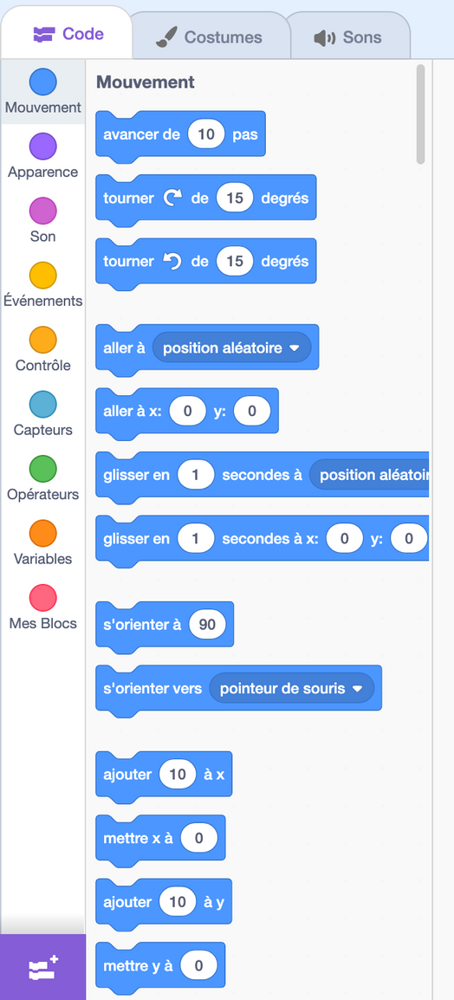 Code Costumes Sons
Mouvement
Apparence
Son
Événements
Contrôle
Capteurs
Opérateurs
Variables
Mes Blocs
Mouvement
avancer de 10 pas
tourner de 15 degrés
tourner de 15 degrés
aller à position aléatoire
aller à x: 0 y: 0
glisser en 1 secondes à position
glisser en 1 secondes à x: 0 y: 0
s'orienter à 90
s'orienter vers pointeur de souris
ajouter 10 à x
mettre x à 0
ajouter 10 à y
mettre y à 0